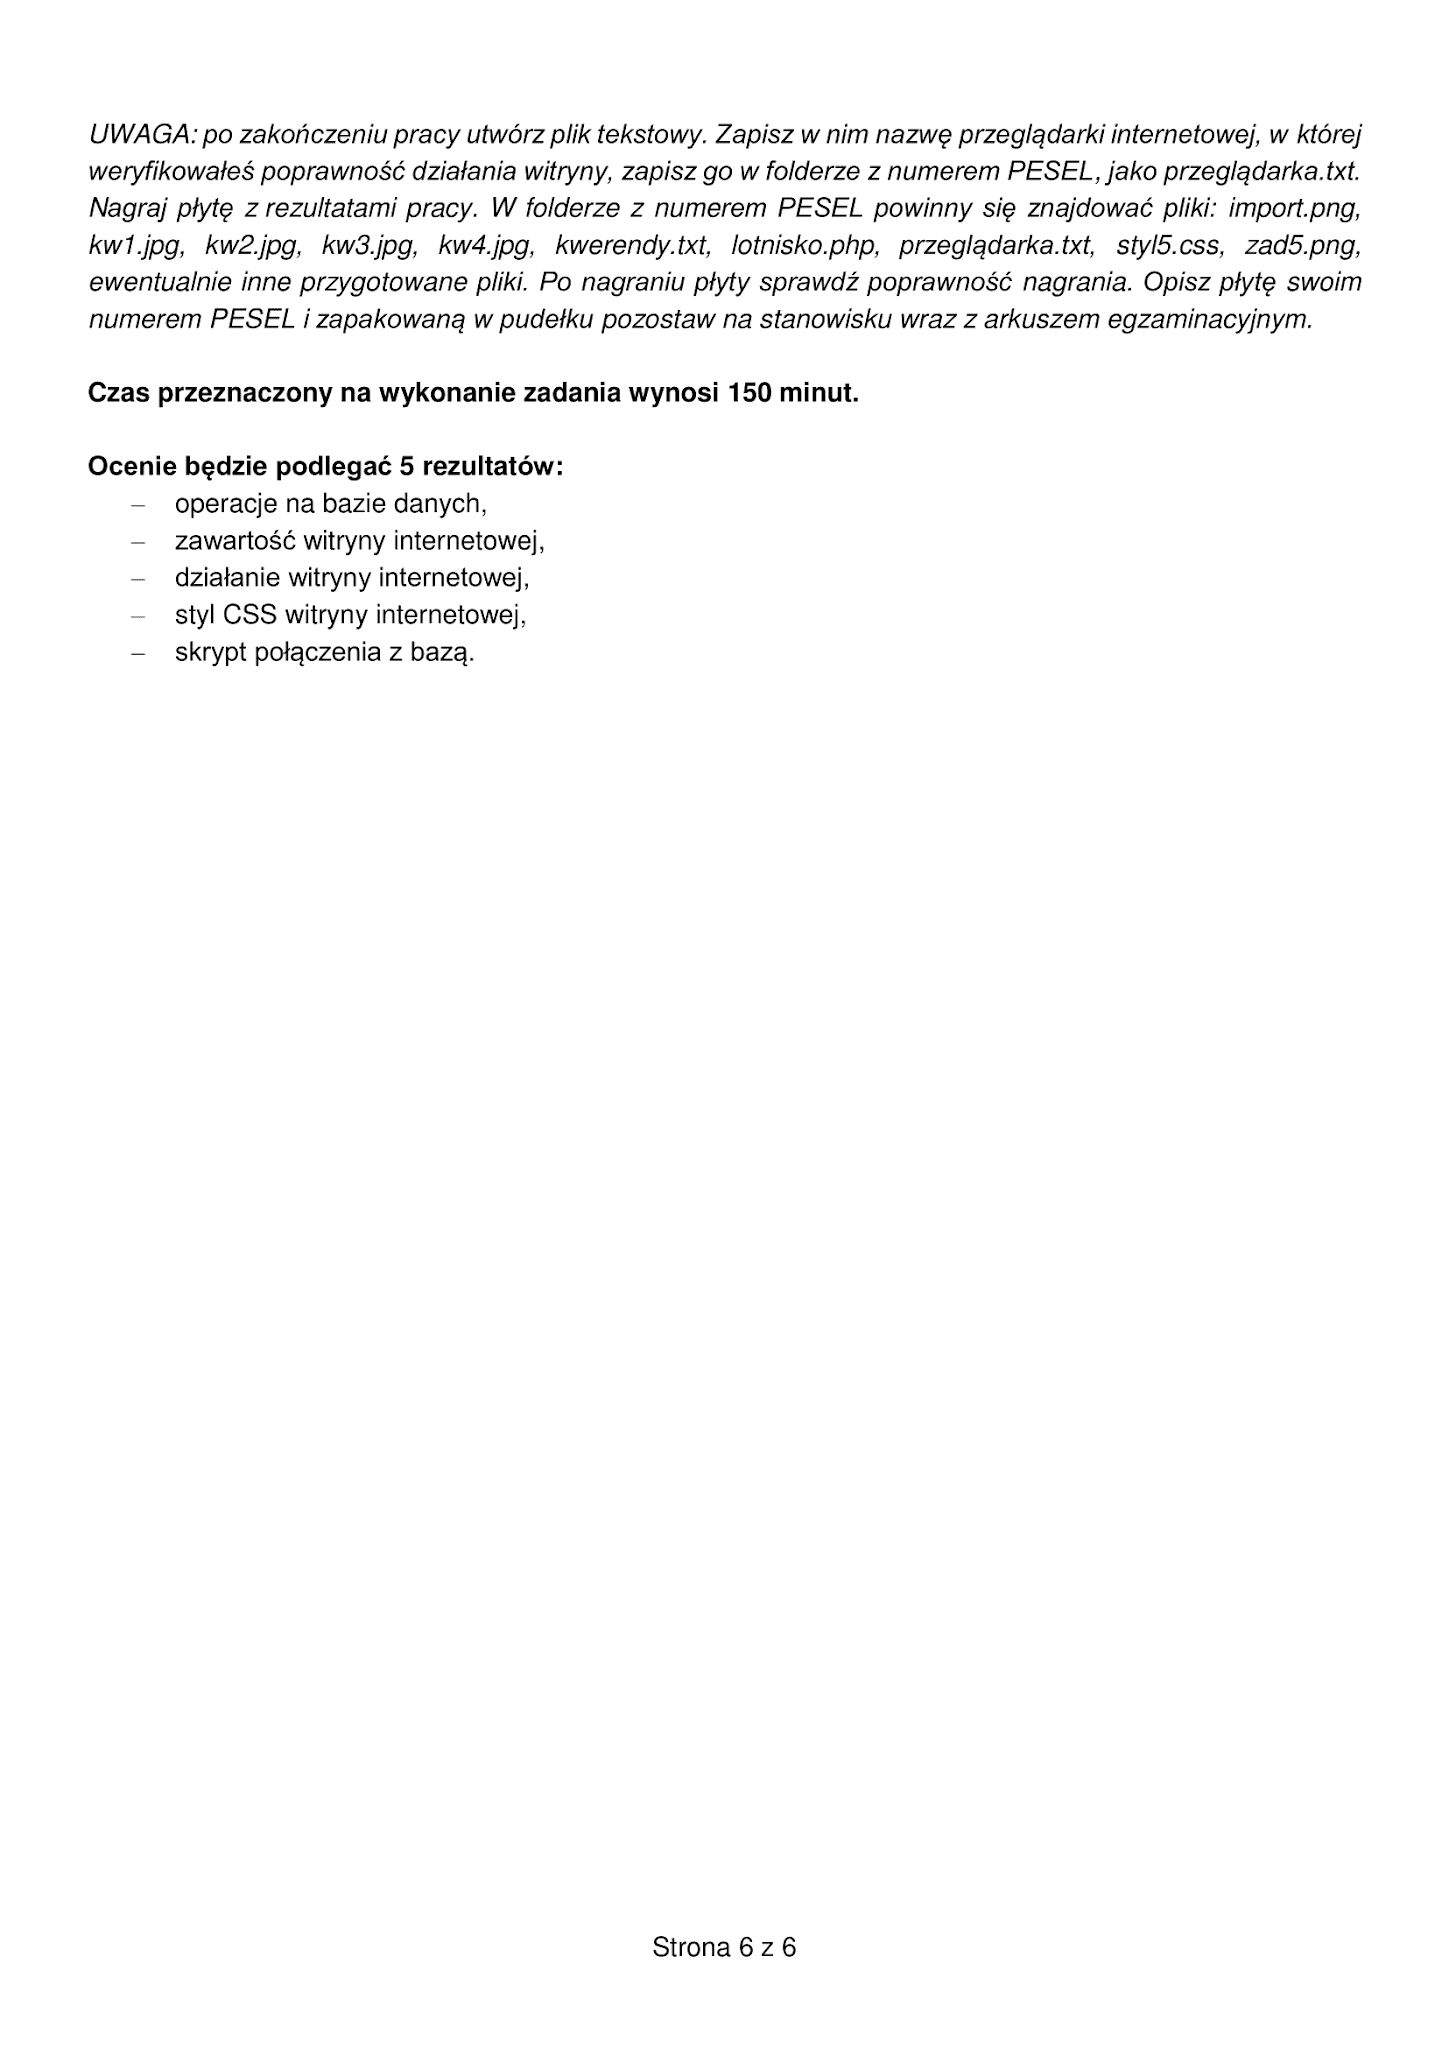 UWAGA: po zakończeniu pracy utwórz plik tekstowy. Zapisz w nim nazwę przeglądarki internetowej, w której
weryfikowałeś poprawność działania witryny, zapisz go w folderze z numerem PESEL, jako przeglądarka.txt.
Nagraj płytę z rezultatami pracy. W folderze z numerem PESEL powinny się znajdować pliki: import.png,
kw1.jpg, kw2.jpg, kw3.jpg, kw4.jpg, kwerendy.txt, lotnisko.php, przeglądarka.txt, styl5.css, zad5.png,
ewentualnie inne przygotowane pliki. Po nagraniu płyty sprawdź poprawność nagrania. Opisz płytę swoim
numerem PESEL i zapakowaną w pudełku pozostaw na stanowisku wraz z arkuszem egzaminacyjnym.
Czas przeznaczony na wykonanie zadania wynosi 150 minut.
Ocenie będzie podlegać 5 rezultatów:
– operacje na bazie danych,
– zawartość witryny internetowej,
– działanie witryny internetowej,
– styl CSS witryny internetowej,
– skrypt połączenia z bazą.
Strona 6 z 6